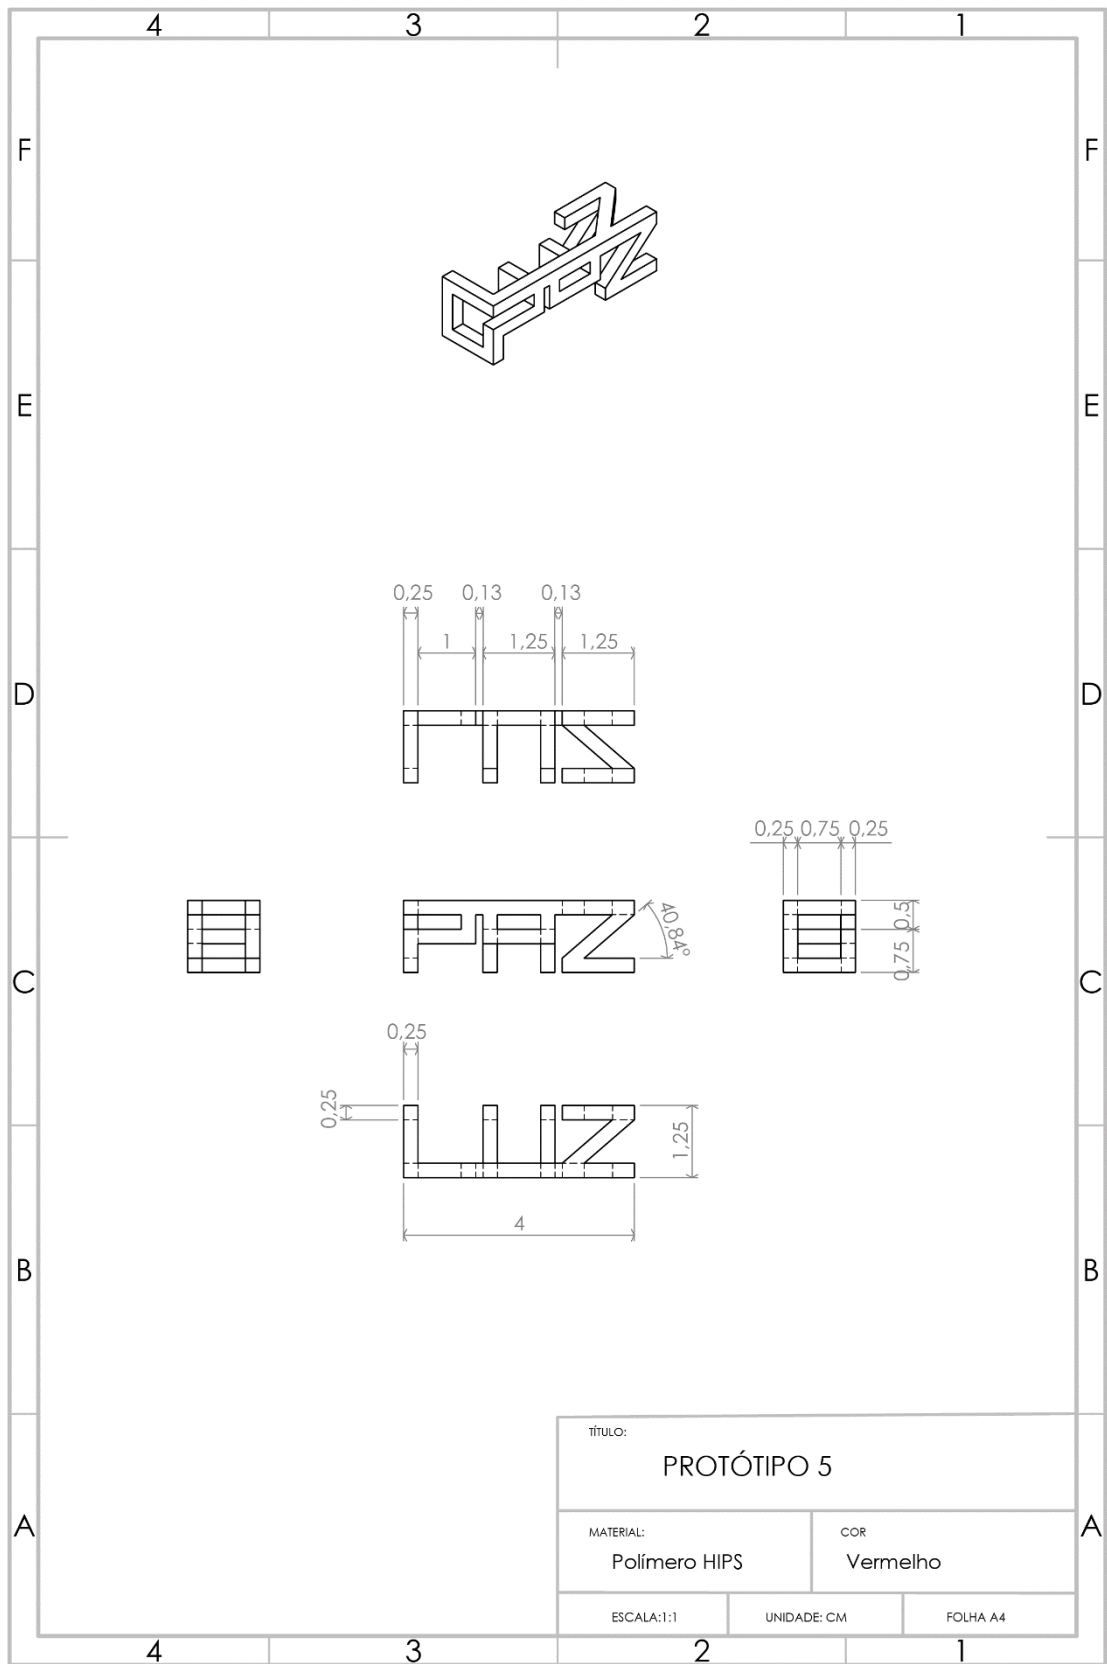 4 3 2 1
F F
E E
0,25 0,13 0,13
1 1,25 1,25
D D
0,25 0,75 0,25
40,84°
0,5
0,75
C C
0,25
0,25
1,25
4
B B
TÍTULO:
PROTÓTIPO 5
A A
MATERIAL: COR
Polímero HIPS Vermelho
ESCALA:1:1 UNIDADE: CM FOLHA A4
4 3 2 1